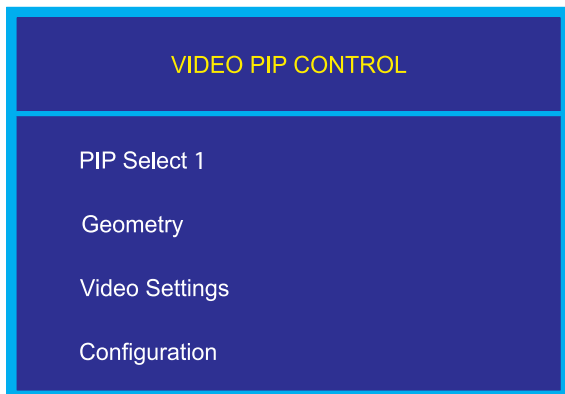 VIDEO PIP CONTROL
PIP Select 1
Geometry
Video Settings
Configuration